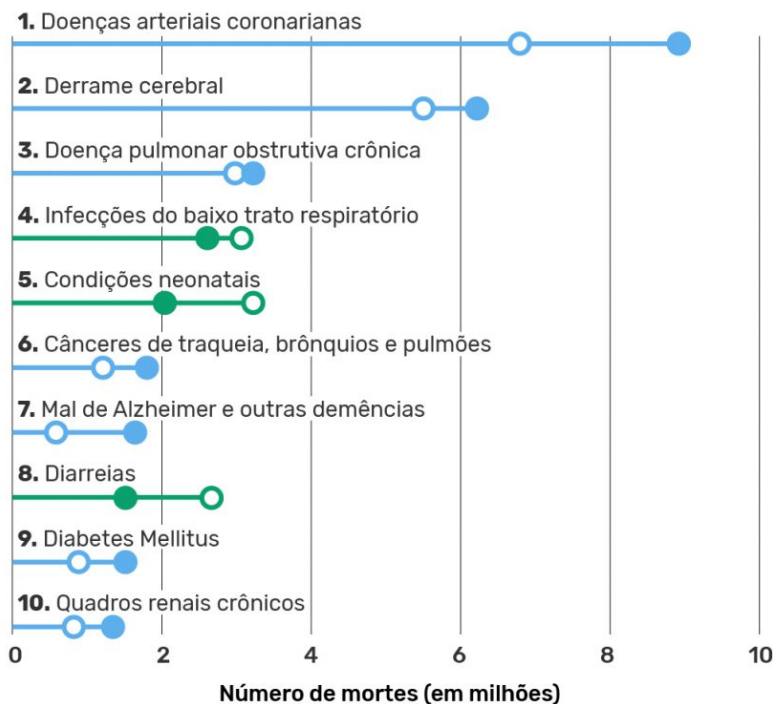 1. Doenças arteriais coronarianas
2. Derrame cerebral
3. Doença pulmonar obstrutiva crônica
4. Infecções do baixo trato respiratório
5. Condições neonatais
6. Cânceres de traqueia, brônquios e pulmões
7. Mal de Alzheimer e outras demências
8. Diarreias
9. Diabetes Mellitus
10. Quadros renais crônicos
0 2 4 6 8 10
Número de mortes (em milhões)